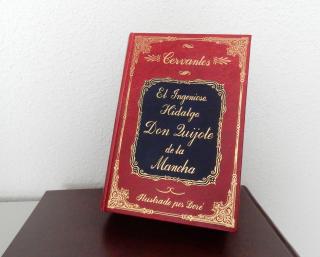 Cervantes
El Ingenioso
Hidalgo
Don Quijote
de la
Mancha
Ilustrado por Doré